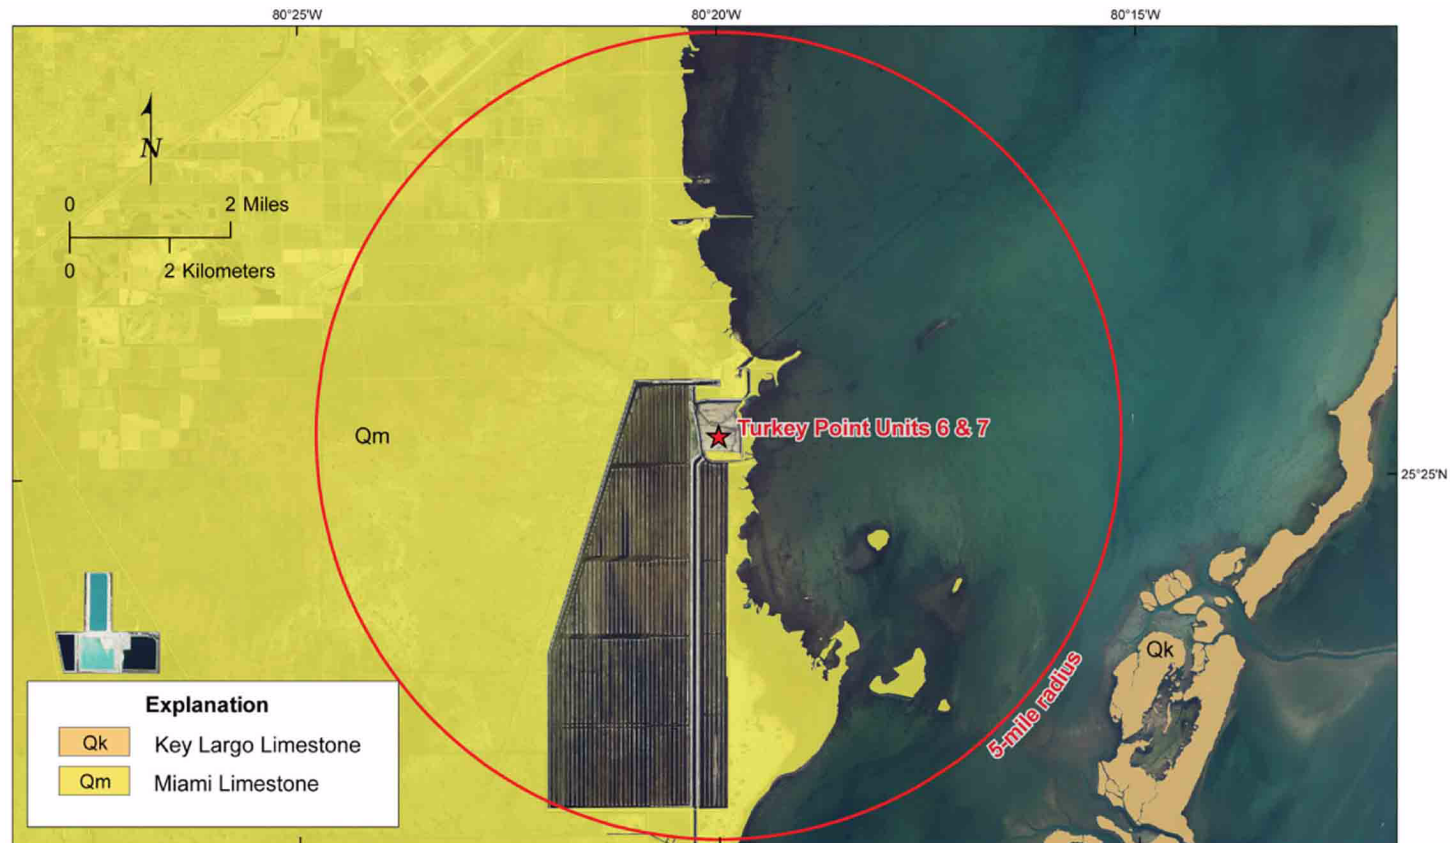 80°25'W
80°20'W
80°15'W
N
0 2 Miles
0 2 Kilometers
Qm
Turkey Point Units 6 & 7
25°25'N
Qk
5-mile radius
Explanation
Qk Key Largo Limestone
Qm Miami Limestone